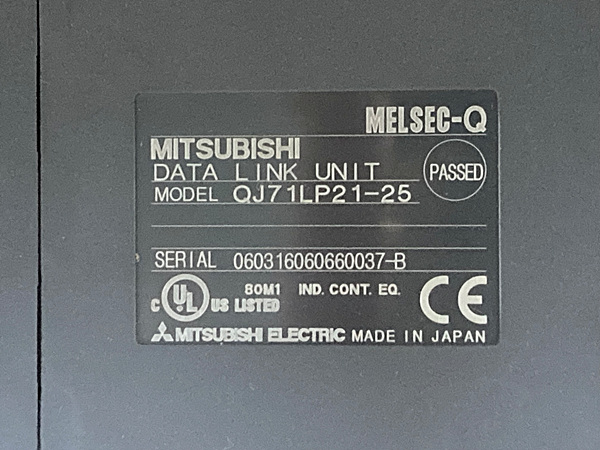 MELSEC-Q
MITSUBISHI
DATA LINK UNIT
PASSED
MODEL QJ71LP21-25
SERIAL 060316060660037-B
C UL US LISTED
80M1 IND. CONT. EQ.
CE
MITSUBISHI ELECTRIC MADE IN JAPAN